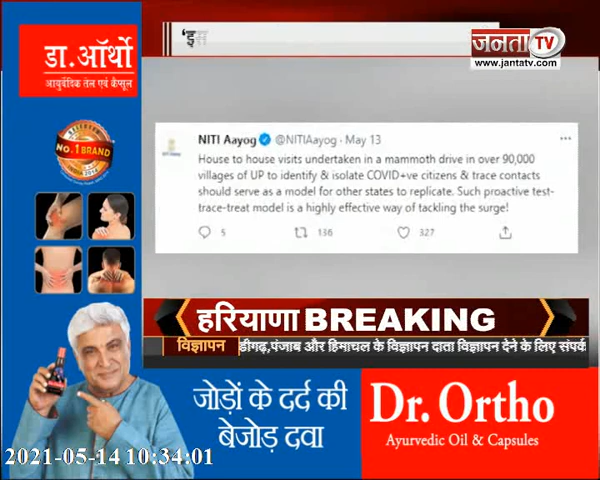 डा.ऑर्थो
आयुर्वेदिक तेल एवं कैप्सूल
जनता TV
www.jantatv.com
No.1 BRAND
NITI Aayog @NITIAayog · May 13
House to house visits undertaken in a mammoth drive in over 90,000
villages of UP to identify & isolate COVID+ve citizens & trace contacts
should serve as a model for other states to replicate. Such proactive test-
trace-treat model is a highly effective way of tackling the surge!
5 136 327
हरियाणा BREAKING
विज्ञापन डीगढ़,पंजाब और हिमाचल के विज्ञापन दाता विज्ञापन देने के लिए संपर्क
जोड़ों के दर्द की
बेजोड़ दवा
Dr. Ortho
Ayurvedic Oil & Capsules
2021-05-14 10:34:01